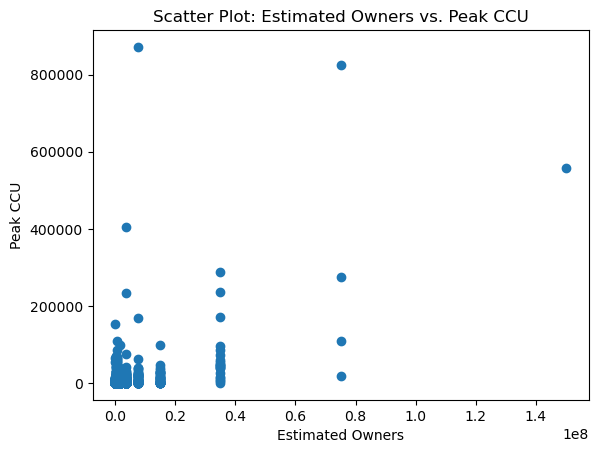 Scatter Plot: Estimated Owners vs. Peak CCU
800000
600000
400000
200000
0
Peak CCU
0.0 0.2 0.4 0.6 0.8 1.0 1.2 1.4
1e8
Estimated Owners